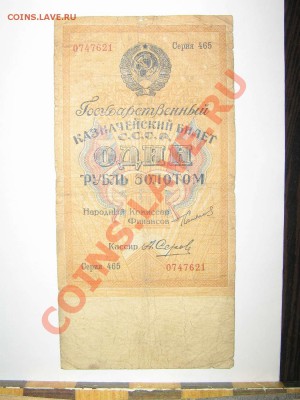 COINS.LAVE.RU
0747621 Серия 465
Государственный
КАЗНАЧЕЙСКИЙ БИЛЕТ
С.С.С.Р.
ОДИН
РУБЛЬ ЗОЛОТОМ
Народный Комиссар
Финансов
Кассир А.Серов
Серия 465 0747621
COINS.LAVE.RU